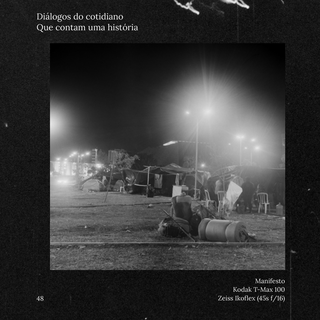 Diálogos do cotidiano
Que contam uma história
Manifesto
Kodak T-Max 100
48
Zeiss Ikoflex (45s f/16)